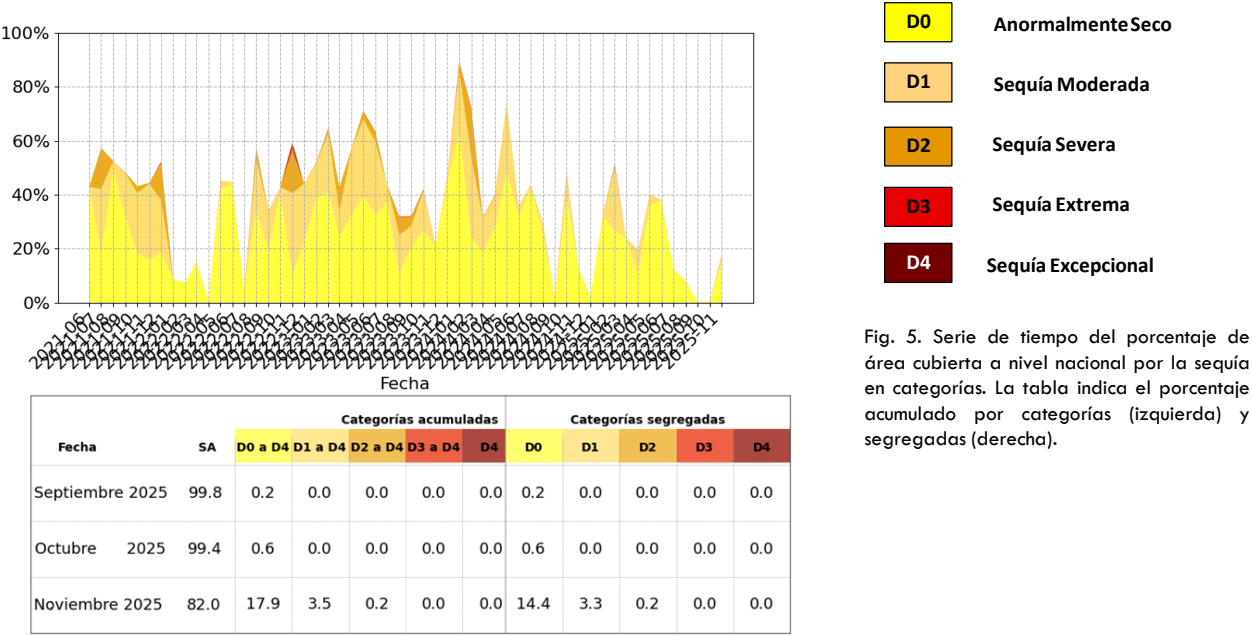 100%
80%
60%
40%
20%
0%
2021-06
2025-11
Fecha
D0 Anormalmente Seco
D1 Sequía Moderada
D2 Sequía Severa
D3 Sequía Extrema
D4 Sequía Excepcional
Fig. 5. Serie de tiempo del porcentaje de
área cubierta a nivel nacional por la sequía
en categorías. La tabla indica el porcentaje
acumulado por categorías (izquierda) y
segregadas (derecha).
Categorías acumuladas Categorías segregadas
Fecha SA D0 a D4 D1 a D4 D2 a D4 D3 a D4 D4 D0 D1 D2 D3 D4
Septiembre 2025 99.8 0.2 0.0 0.0 0.0 0.0 0.2 0.0 0.0 0.0 0.0
Octubre 2025 99.4 0.6 0.0 0.0 0.0 0.0 0.6 0.0 0.0 0.0 0.0
Noviembre 2025 82.0 17.9 3.5 0.2 0.0 0.0 14.4 3.3 0.2 0.0 0.0